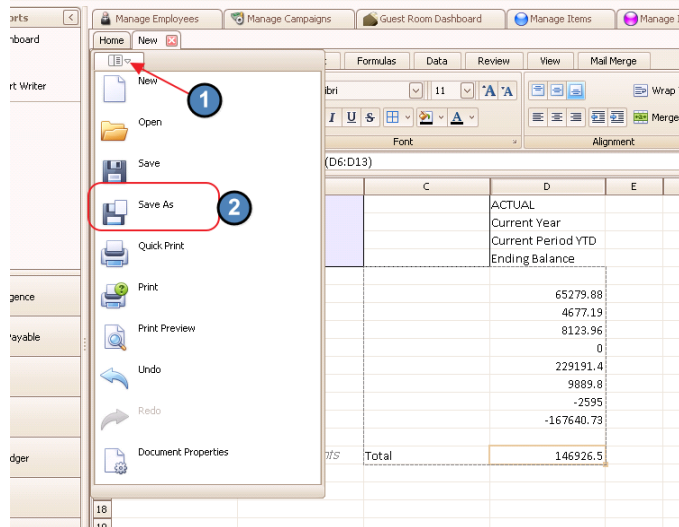 orts <
Manage Employees
Manage Campaigns
Guest Room Dashboard
Manage Items
Mana
nboard
Home
New
rt Writer
Formulas
Data
Review
View
Mail Merge
New
1
ibri
11
A
A
Wrap
Open
I
U
S
A
Merge
Font
Alignment
Save
(D6:D13)
C
D
E
Save As
2
ACTUAL
Current Year
Current Period YTD
Quick Print
Ending Balance
Print
gence
65279.88
4677.19
Print Preview
ayable
8123.96
0
Undo
229191.4
9889.8
Redo
-2595
-167640.73
Document Properties
dger
nts
Total
146926.5
18
19